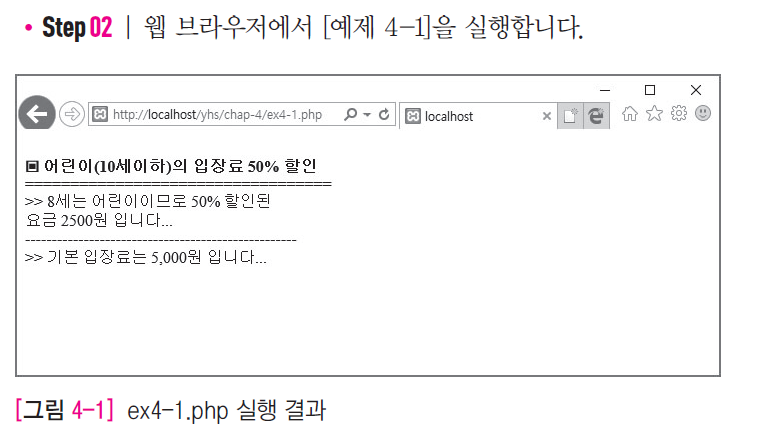 • Step 02 | 웹 브라우저에서 [예제 4-1]을 실행합니다.
http://localhost/yhs/chap-4/ex4-1.php
localhost
▣ 어린이(10세이하)의 입장료 50% 할인
==================================
>> 8세는 어린이이므로 50% 할인된
요금 2500원 입니다...
----------------------------------------------------
>> 기본 입장료는 5,000원 입니다...
[그림 4-1] ex4-1.php 실행 결과